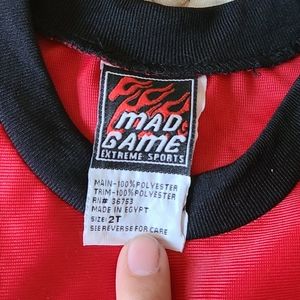 MAD
GAME
EXTREME SPORTS
MAIN-100% POLYESTER
TRIM-100% POLYESTER
RN# 36763
MADE IN EGYPT
SIZE: 2T
SEE REVERSE FOR CARE